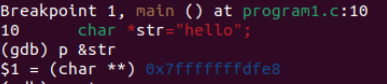 Breakpoint 1, main () at program1.c:10
10 char *str="hello";
(gdb) p &str
$1 = (char **) 0x7fffffffdfe8